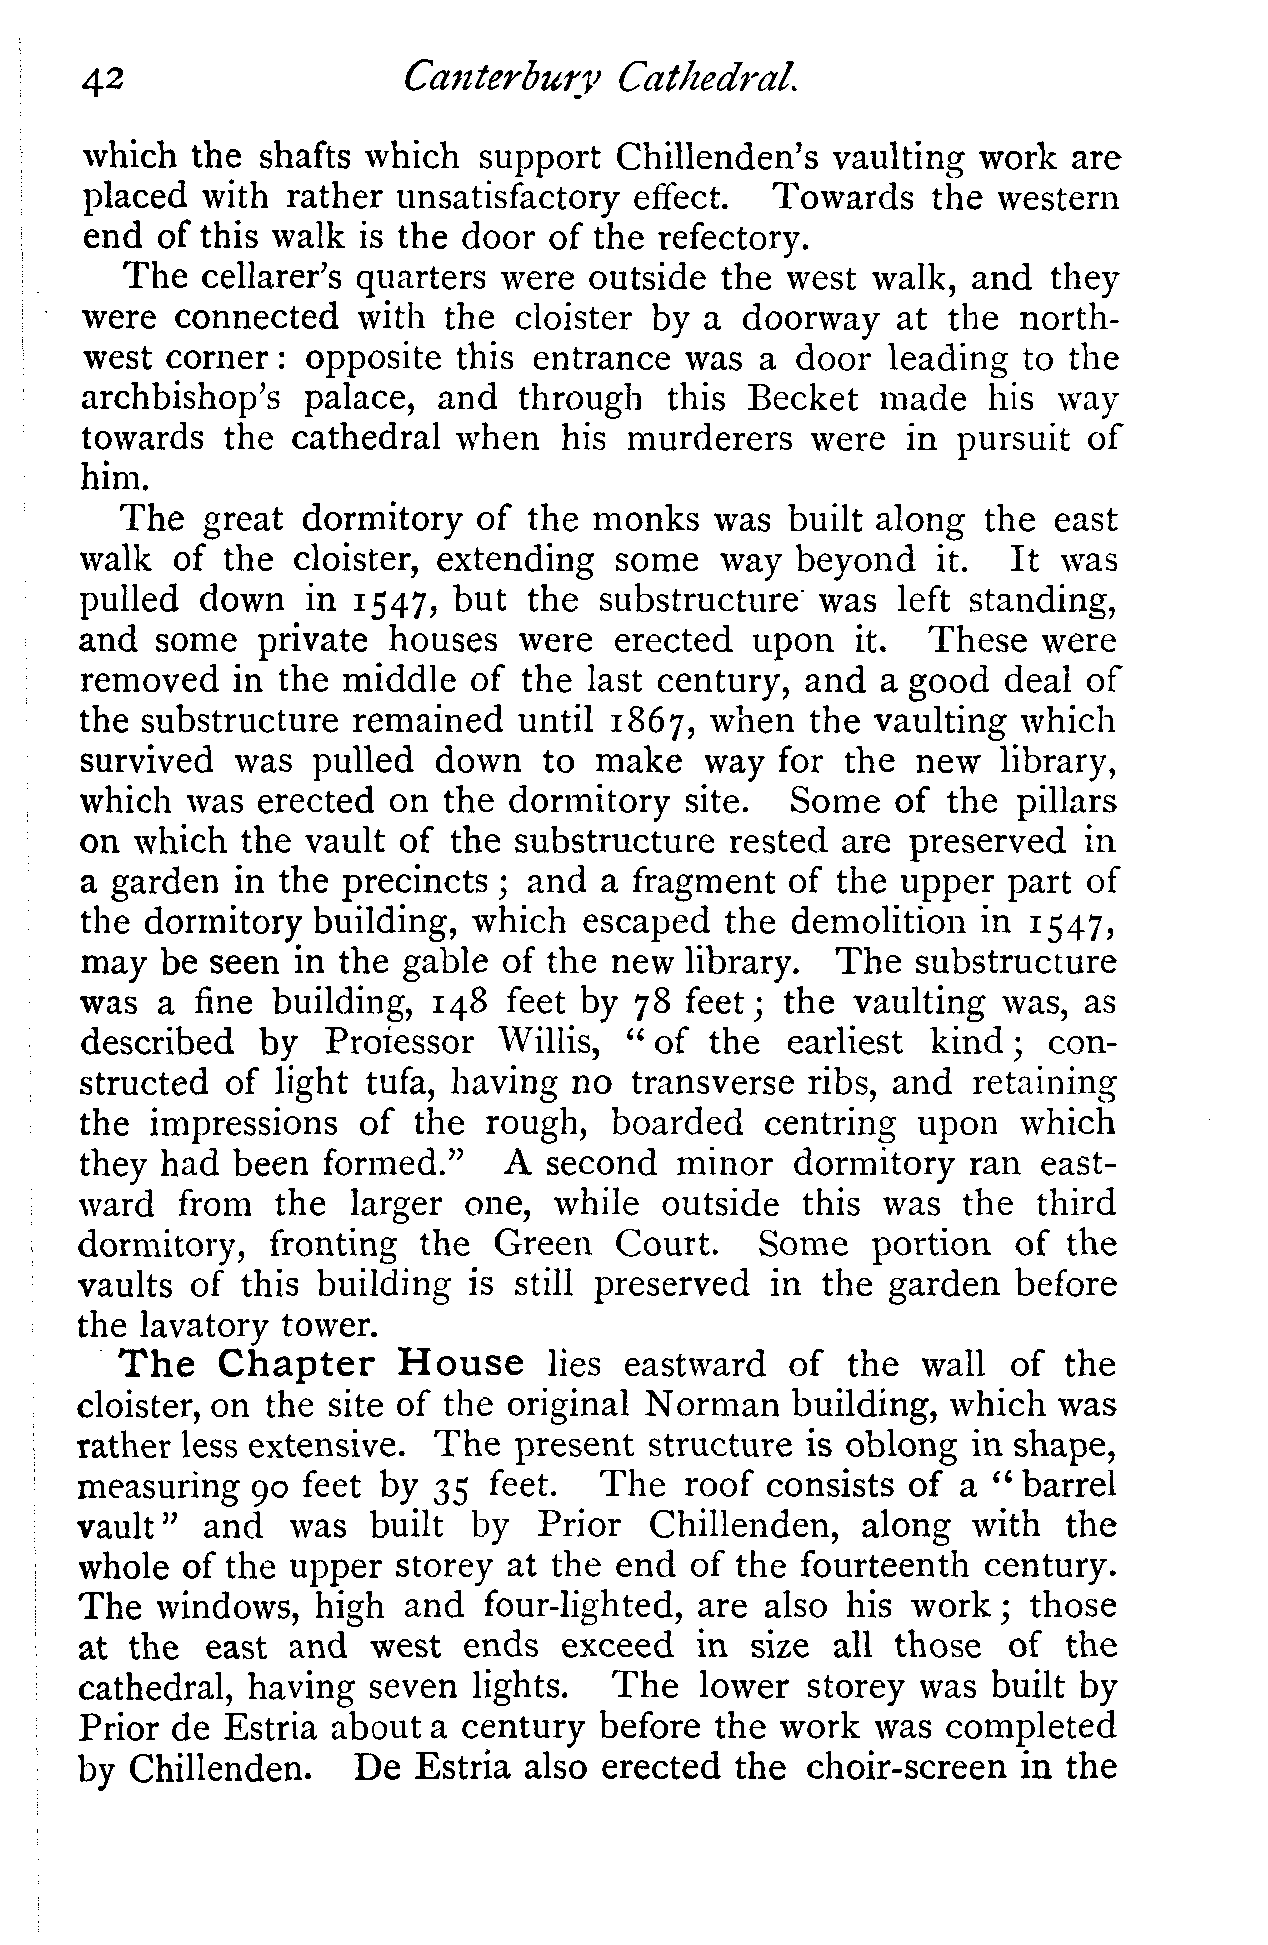 42 Canterbury Cathedral.
which the shafts which support Chillenden's vaulting work are
placed with rather unsatisfactory effect. Towards the western
end of this walk is the door of the refectory.
The cellarer's quarters were outside the west walk, and they
were connected with the cloister by a doorway at the north-
west corner : opposite this entrance was a door leading to the
archbishop's palace, and through this Becket made his way
towards the cathedral when his murderers were in pursuit of
him.
The great dormitory of the monks was built along the east
walk of the cloister, extending some way beyond it. It was
pulled down in 1547, but the substructure was left standing,
and some private houses were erected upon it. These were
removed in the middle of the last century, and a good deal of
the substructure remained until 1867, when the vaulting which
survived was pulled down to make way for the new library,
which was erected on the dormitory site. Some of the pillars
on which the vault of the substructure rested are preserved in
a garden in the precincts ; and a fragment of the upper part of
the dormitory building, which escaped the demolition in 1547,
may be seen in the gable of the new library. The substructure
was a fine building, 148 feet by 78 feet ; the vaulting was, as
described by Professor Willis, “ of the earliest kind ; con-
structed of light tufa, having no transverse ribs, and retaining
the impressions of the rough, boarded centring upon which
they had been formed.” A second minor dormitory ran east-
ward from the larger one, while outside this was the third
dormitory, fronting the Green Court. Some portion of the
vaults of this building is still preserved in the garden before
the lavatory tower.
The Chapter House lies eastward of the wall of the
cloister, on the site of the original Norman building, which was
rather less extensive. The present structure is oblong in shape,
measuring 90 feet by 35 feet. The roof consists of a “ barrel
vault ” and was built by Prior Chillenden, along with the
whole of the upper storey at the end of the fourteenth century.
The windows, high and four-lighted, are also his work ; those
at the east and west ends exceed in size all those of the
cathedral, having seven lights. The lower storey was built by
Prior de Estria about a century before the work was completed
by Chillenden. De Estria also erected the choir-screen in the